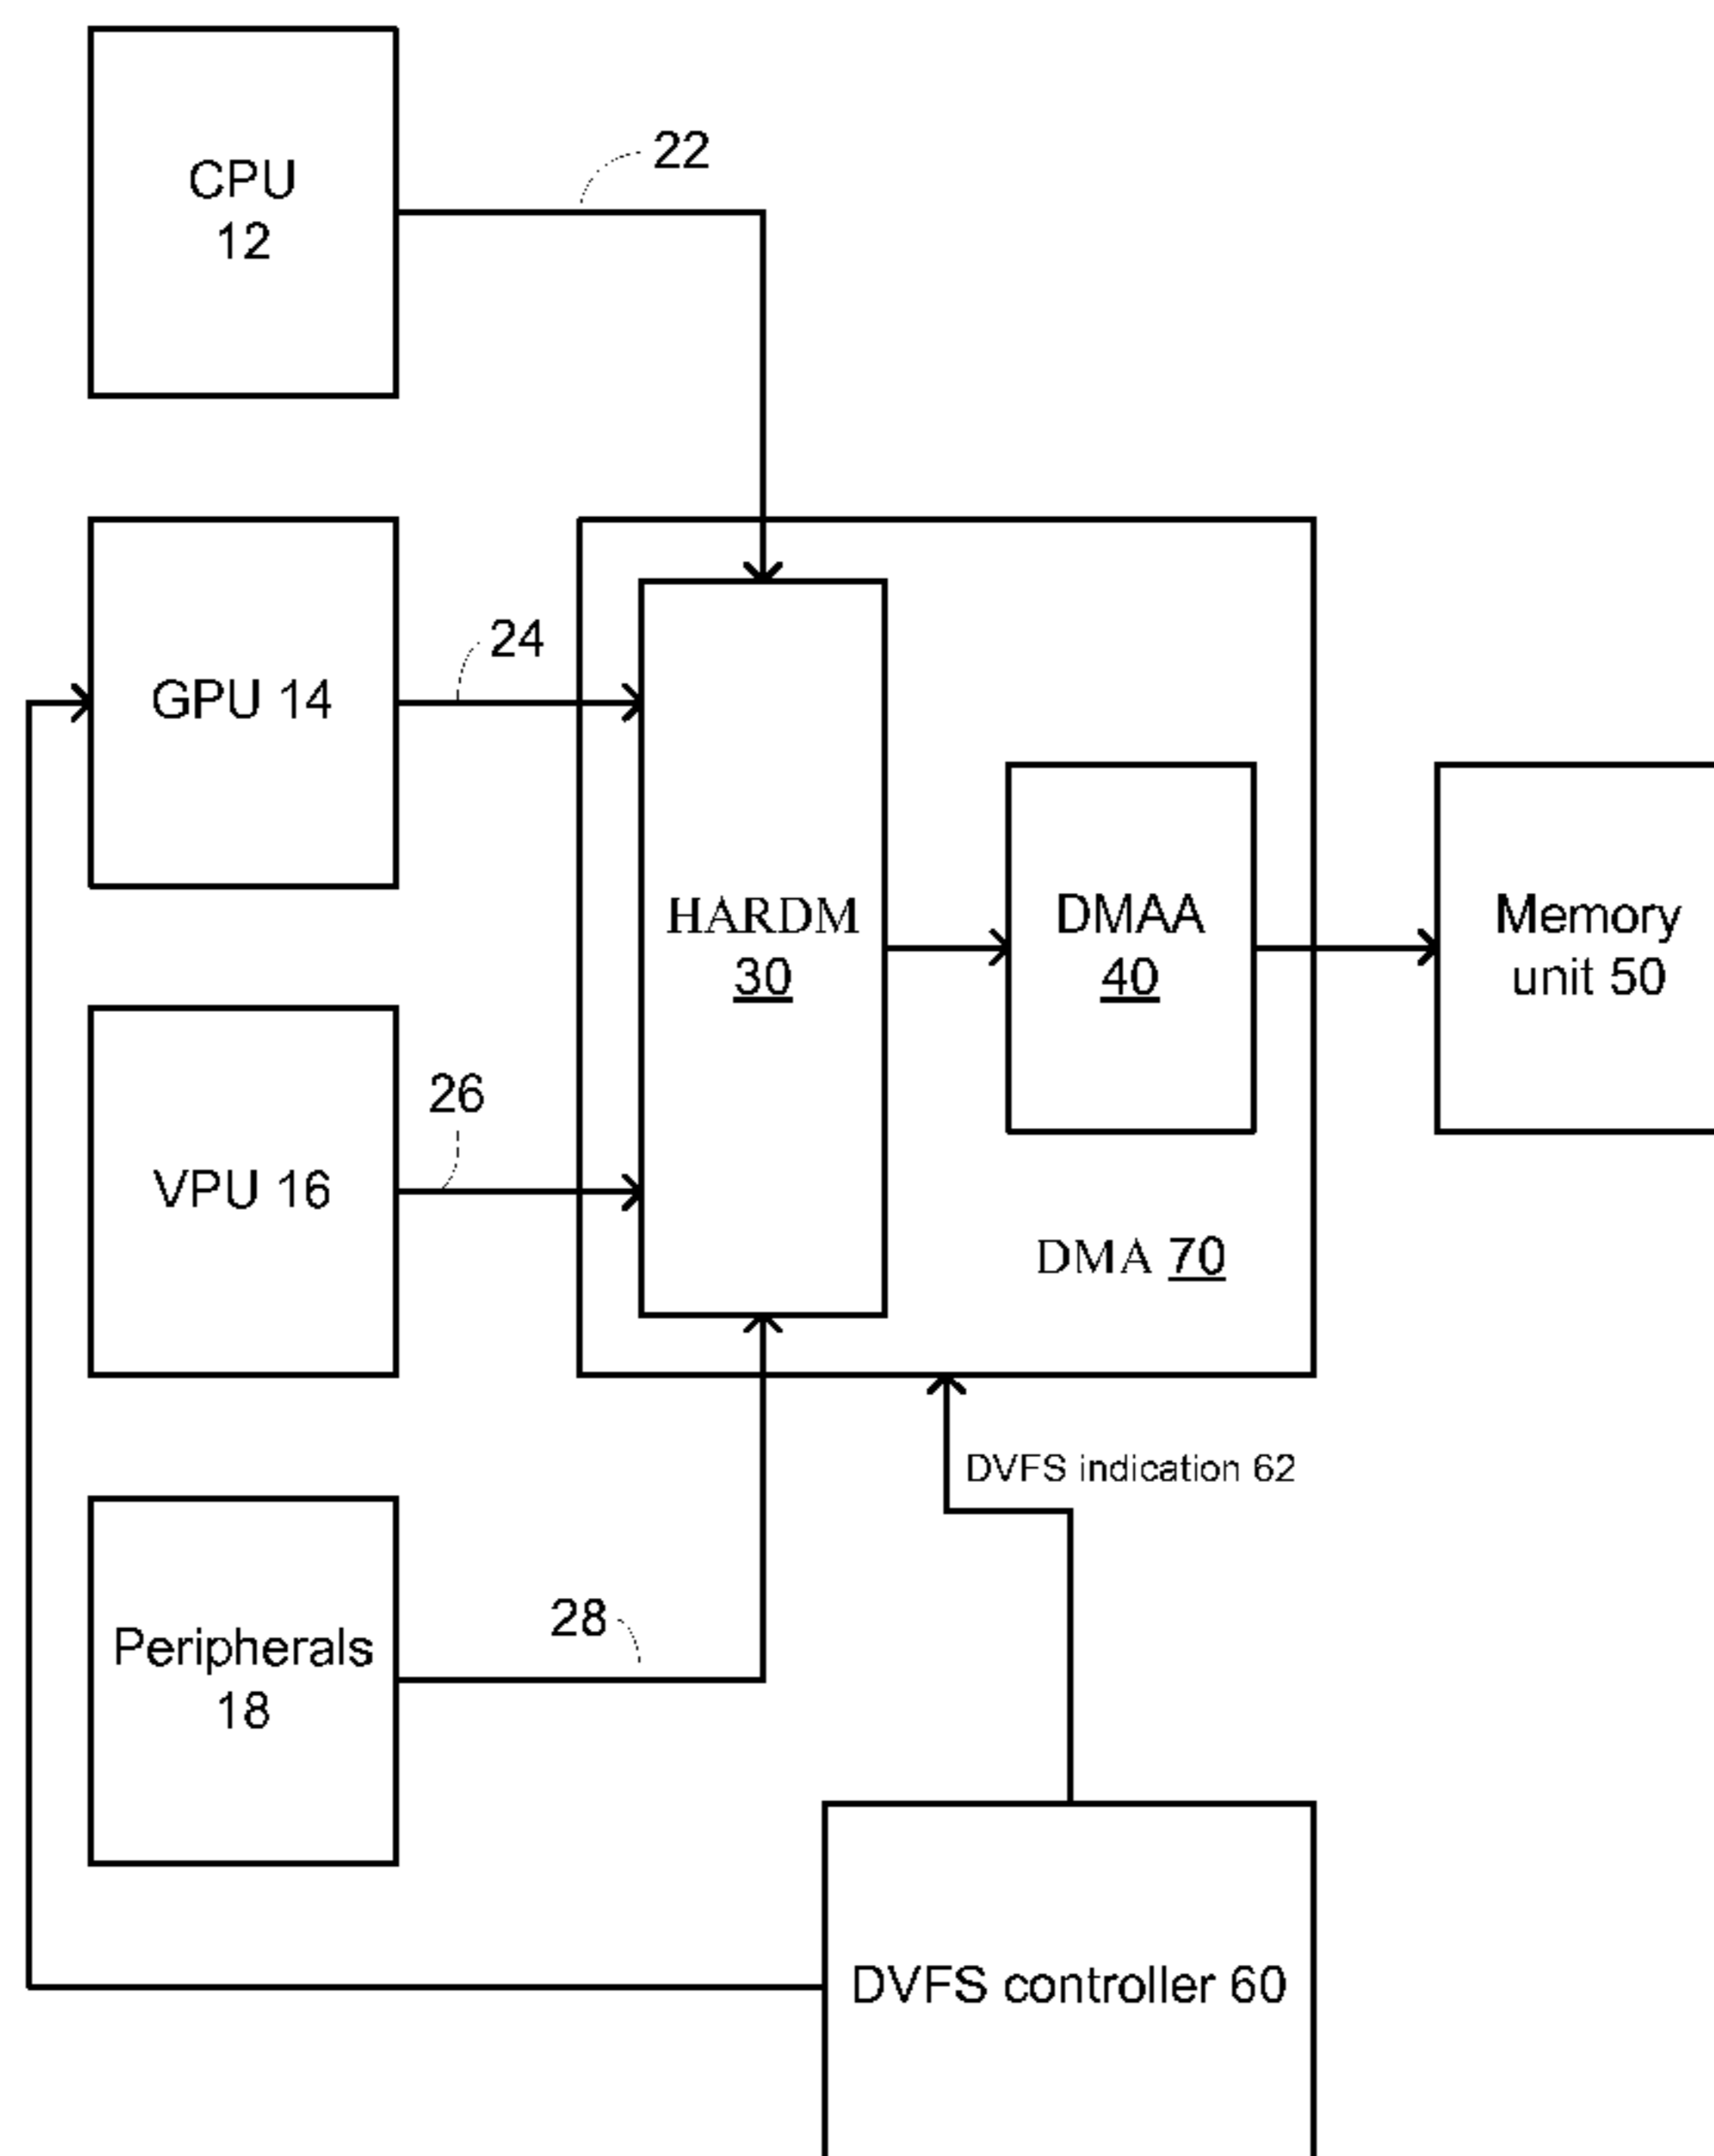 CPU
12
22
GPU 14
24
HARDM
30
DMAA
40
Memory
unit 50
VPU 16
26
DMA 70
DVFS indication 62
Peripherals
18
28
DVFS controller 60